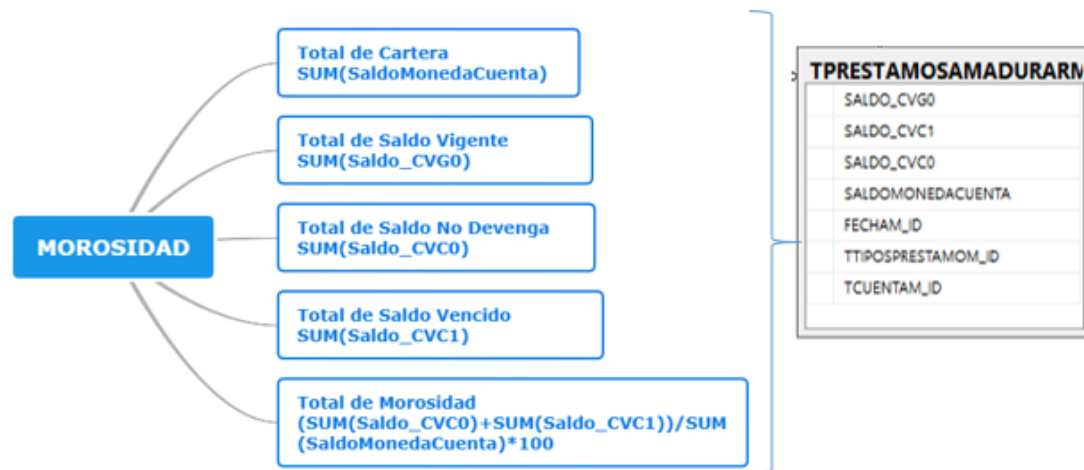 MOROSIDAD
Total de Cartera
SUM(SaldoMonedaCuenta)
Total de Saldo Vigente
SUM(Saldo_CVG0)
Total de Saldo No Devenga
SUM(Saldo_CVC0)
Total de Saldo Vencido
SUM(Saldo_CVC1)
Total de Morosidad
(SUM(Saldo_CVC0)+SUM(Saldo_CVC1))/SUM
(SaldoMonedaCuenta)*100
TPRESTAMOSAMADURARM
SALDO_CVG0
SALDO_CVC1
SALDO_CVC0
SALDOMONEDACUENTA
FECHAM_ID
TTIPOSPRESTAMOM_ID
TCUENTAM_ID